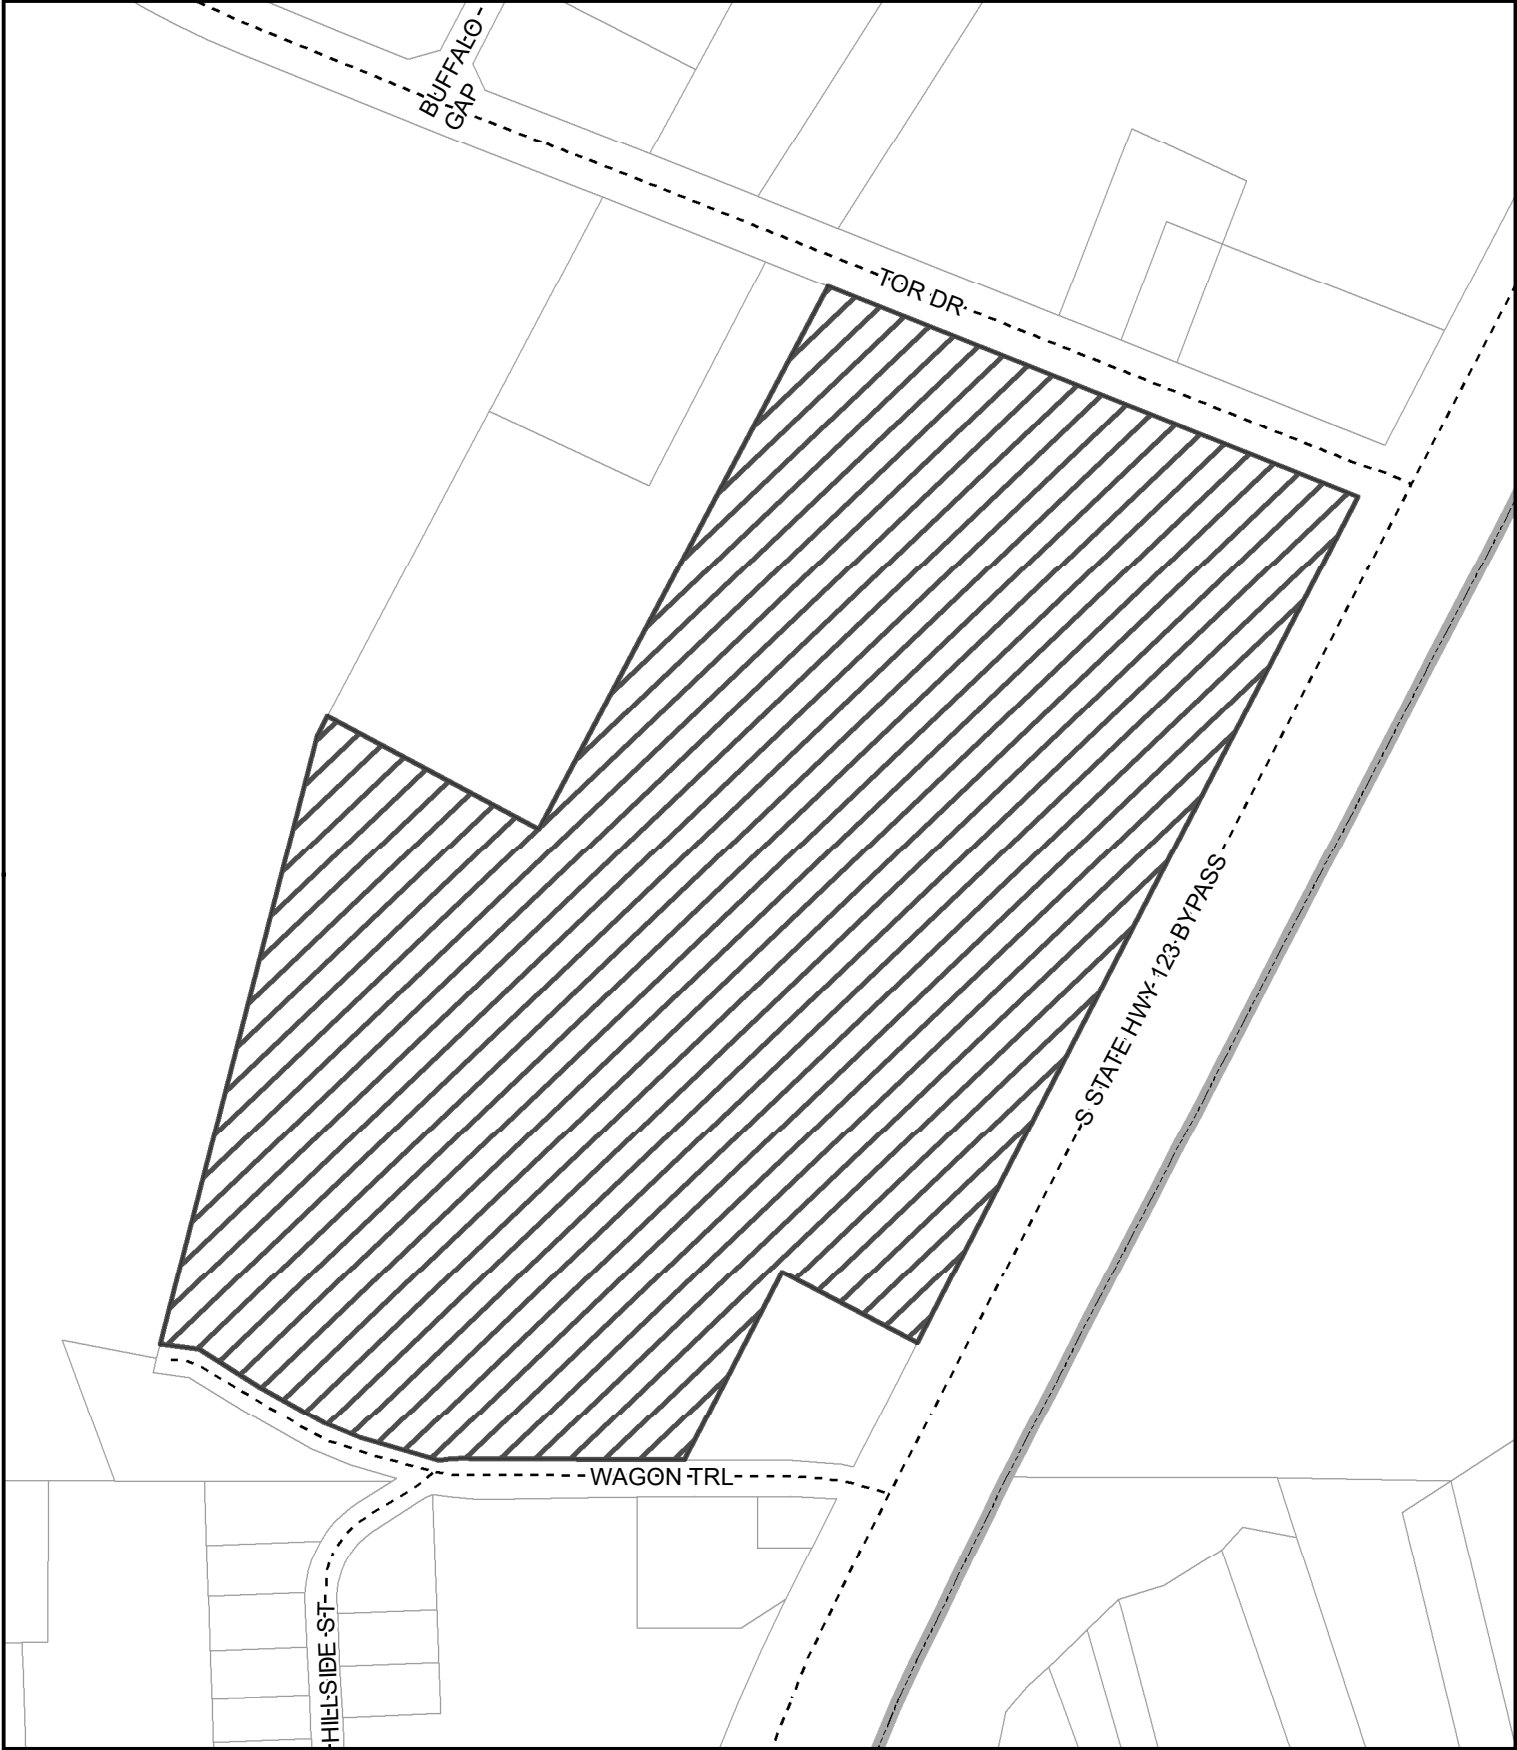 BUFFALO
GAP
TOR DR
S STATE HWY 123 BYPASS
WAGON TRL
HILLSIDE ST